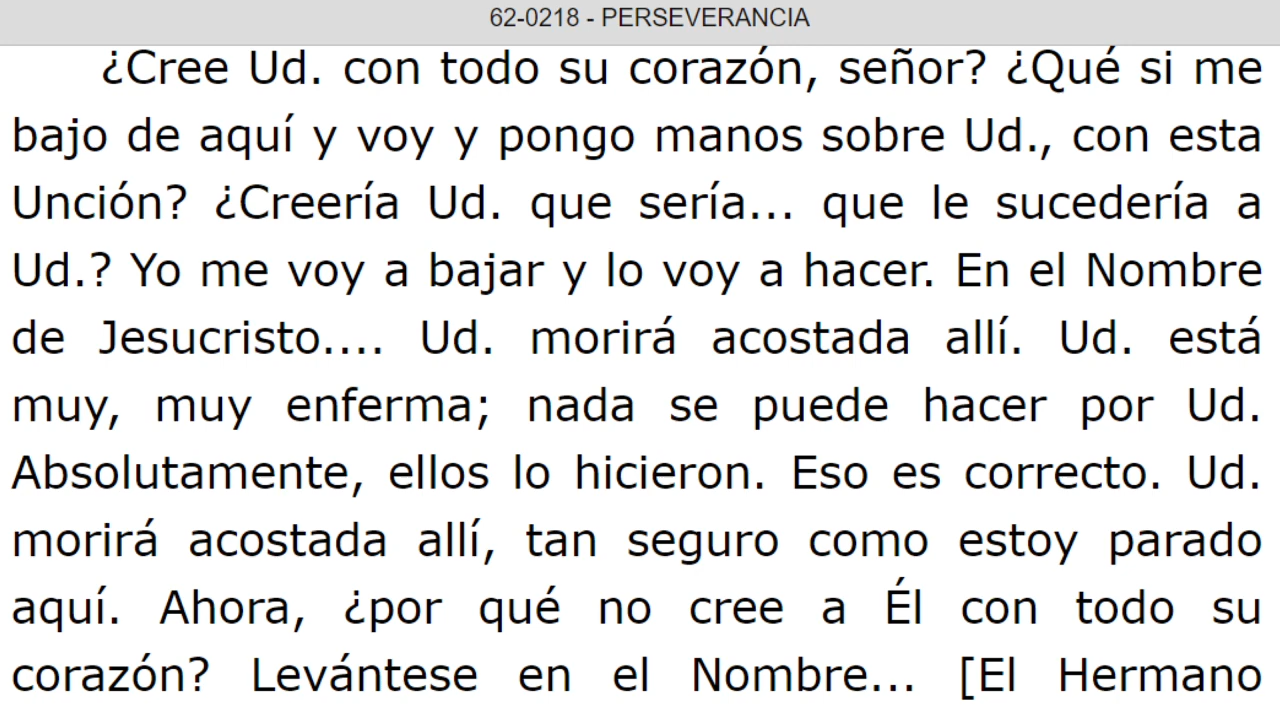 62-0218 - PERSEVERANCIA
¿Cree Ud. con todo su corazón, señor? ¿Qué si me
bajo de aquí y voy y pongo manos sobre Ud., con esta
Unción? ¿Creería Ud. que sería... que le sucedería a
Ud.? Yo me voy a bajar y lo voy a hacer. En el Nombre
de Jesucristo.... Ud. morirá acostada allí. Ud. está
muy, muy enferma; nada se puede hacer por Ud.
Absolutamente, ellos lo hicieron. Eso es correcto. Ud.
morirá acostada allí, tan seguro como estoy parado
aquí. Ahora, ¿por qué no cree a Él con todo su
corazón? Levántese en el Nombre... [El Hermano